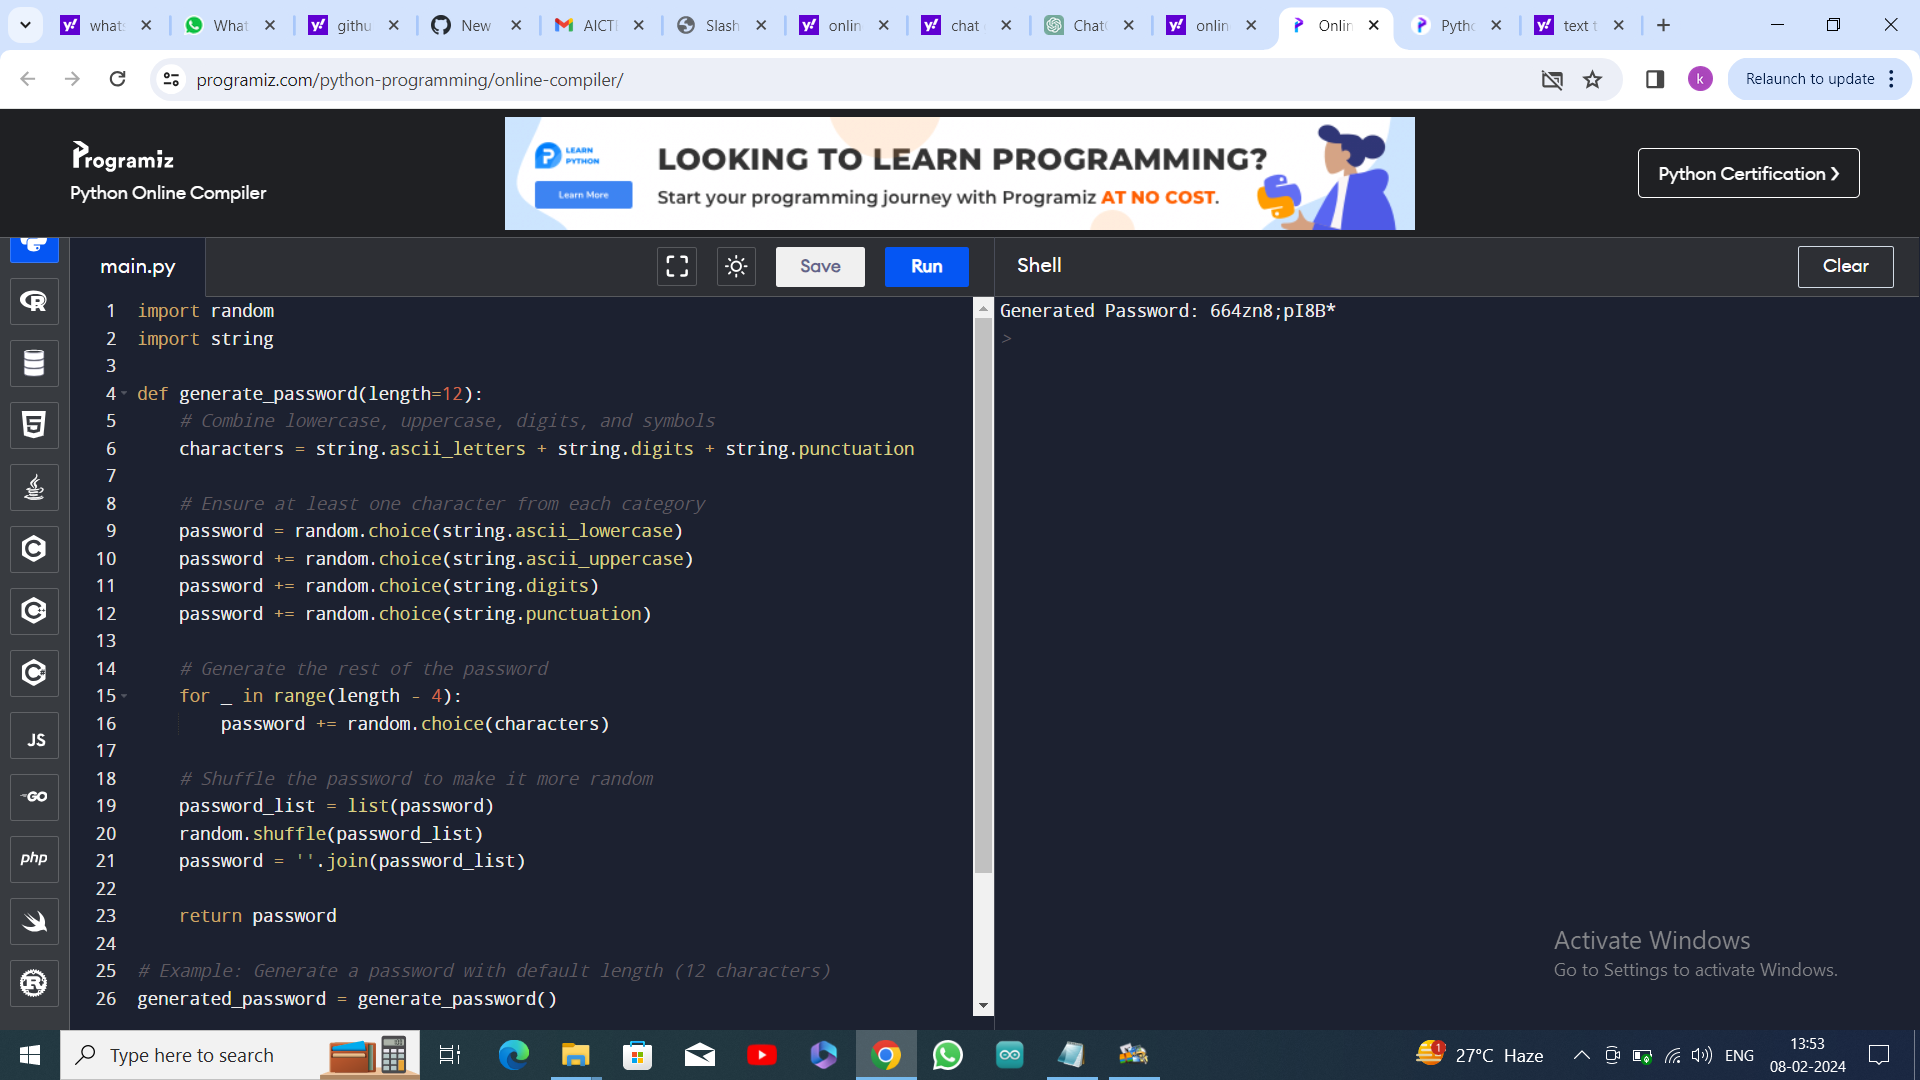 what:
What
githu
New
AICTI
Slash
onlin
chat
Chat
onlin
Onlin
Pytho
text t
programiz.com/python-programming/online-compiler/
k
Relaunch to update
Programiz
Python Online Compiler
LEARN
PYTHON
Learn More
LOOKING TO LEARN PROGRAMMING?
Start your programming journey with Programiz AT NO COST.
Python Certification ›
main.py
Save
Run
Shell
Clear
1 import random
2 import string
3
4 def generate_password(length=12):
5 # Combine lowercase, uppercase, digits, and symbols
6 characters = string.ascii_letters + string.digits + string.punctuation
7
8 # Ensure at least one character from each category
9 password = random.choice(string.ascii_lowercase)
10 password += random.choice(string.ascii_uppercase)
11 password += random.choice(string.digits)
12 password += random.choice(string.punctuation)
13
14 # Generate the rest of the password
15 for _ in range(length - 4):
16 password += random.choice(characters)
17
18 # Shuffle the password to make it more random
19 password_list = list(password)
20 random.shuffle(password_list)
21 password = ''.join(password_list)
22
23 return password
24
25 # Example: Generate a password with default length (12 characters)
26 generated_password = generate_password()
Generated Password: 664zn8;pI8B*
>
JS
GO
php
Activate Windows
Go to Settings to activate Windows.
Type here to search
1
27°C Haze
ENG
13:53
08-02-2024